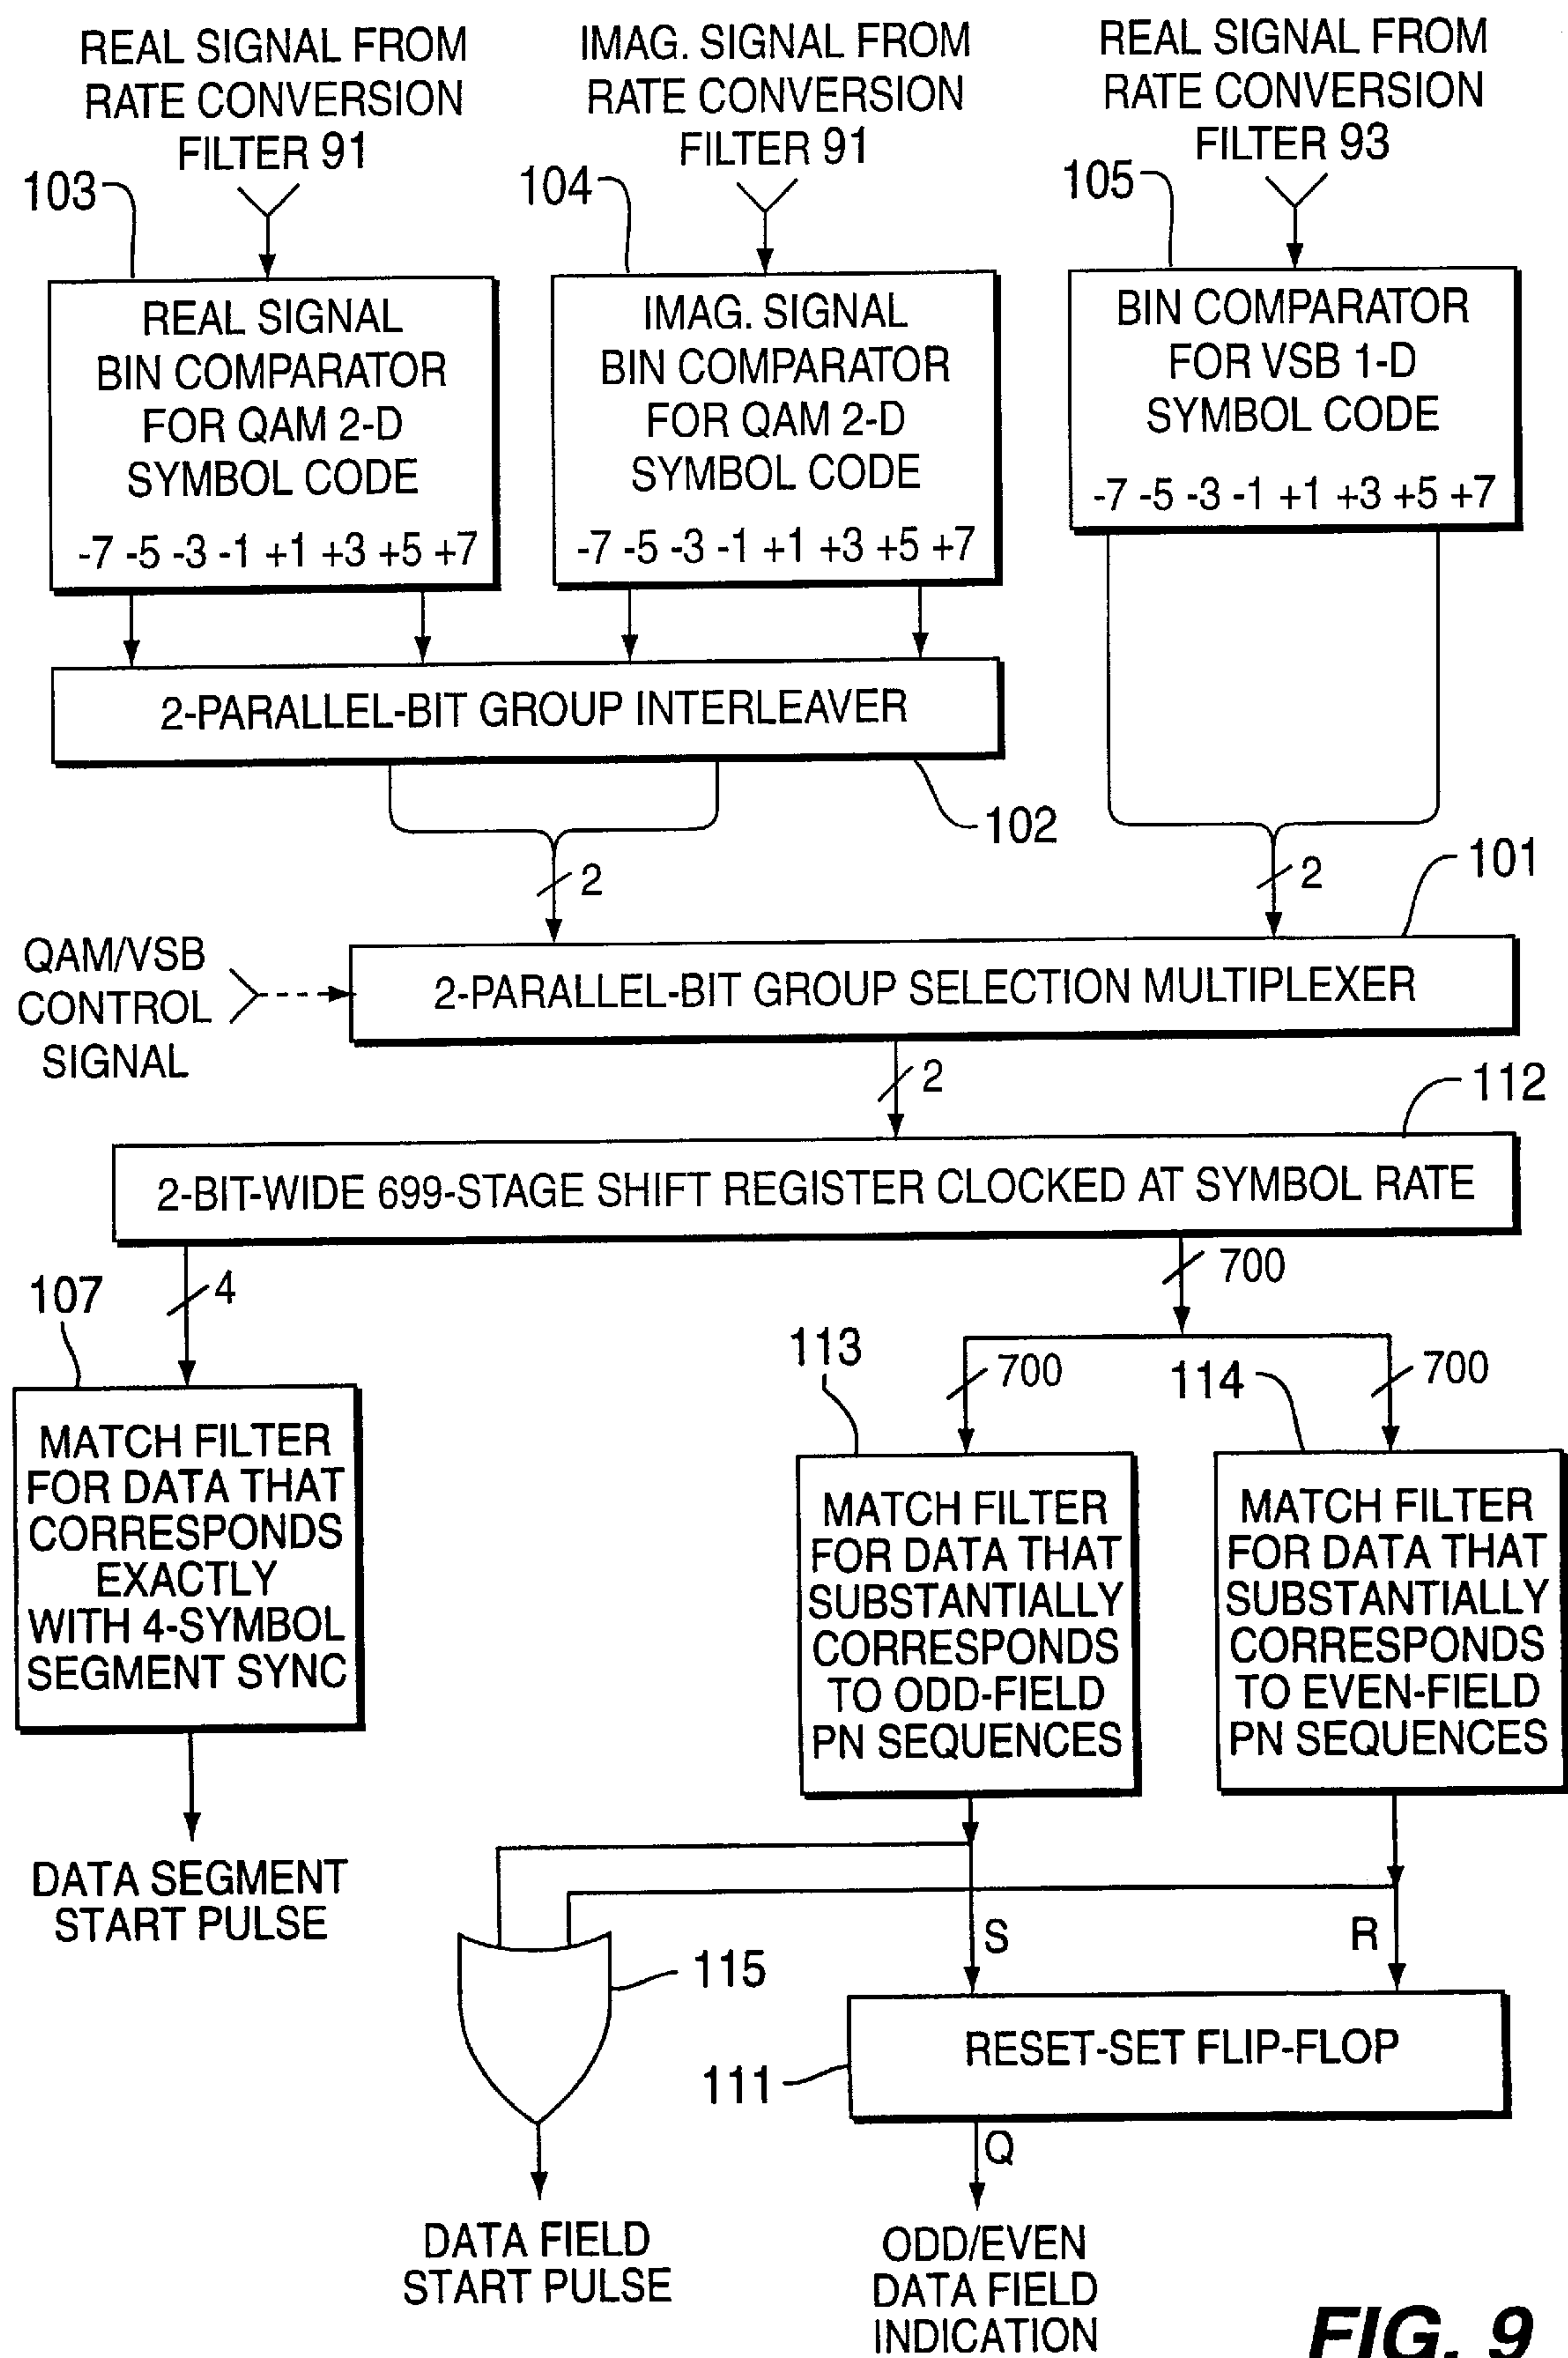 REAL SIGNAL FROM
RATE CONVERSION
FILTER 91
IMAG. SIGNAL FROM
RATE CONVERSION
FILTER 91
REAL SIGNAL FROM
RATE CONVERSION
FILTER 93
103
104
105
REAL SIGNAL
BIN COMPARATOR
FOR QAM 2-D
SYMBOL CODE
-7 -5 -3 -1 +1 +3 +5 +7
IMAG. SIGNAL
BIN COMPARATOR
FOR QAM 2-D
SYMBOL CODE
-7 -5 -3 -1 +1 +3 +5 +7
BIN COMPARATOR
FOR VSB 1-D
SYMBOL CODE
-7 -5 -3 -1 +1 +3 +5 +7
2-PARALLEL-BIT GROUP INTERLEAVER
102
2
2
101
QAM/VSB
CONTROL
SIGNAL
2-PARALLEL-BIT GROUP SELECTION MULTIPLEXER
2
112
2-BIT-WIDE 699-STAGE SHIFT REGISTER CLOCKED AT SYMBOL RATE
107
4
700
113
700
114
700
MATCH FILTER
FOR DATA THAT
CORRESPONDS
EXACTLY
WITH 4-SYMBOL
SEGMENT SYNC
MATCH FILTER
FOR DATA THAT
SUBSTANTIALLY
CORRESPONDS
TO ODD-FIELD
PN SEQUENCES
MATCH FILTER
FOR DATA THAT
SUBSTANTIALLY
CORRESPONDS
TO EVEN-FIELD
PN SEQUENCES
DATA SEGMENT
START PULSE
S
R
115
RESET-SET FLIP-FLOP
111
Q
DATA FIELD
START PULSE
ODD/EVEN
DATA FIELD
INDICATION
FIG. 9